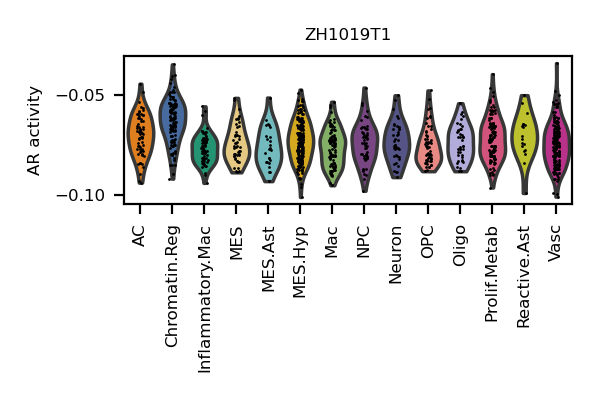 ZH1019T1
AR activity
−0.05
−0.10
AC
Chromatin.Reg
Inflammatory.Mac
MES
MES.Ast
MES.Hyp
Mac
NPC
Neuron
OPC
Oligo
Prolif.Metab
Reactive.Ast
Vasc